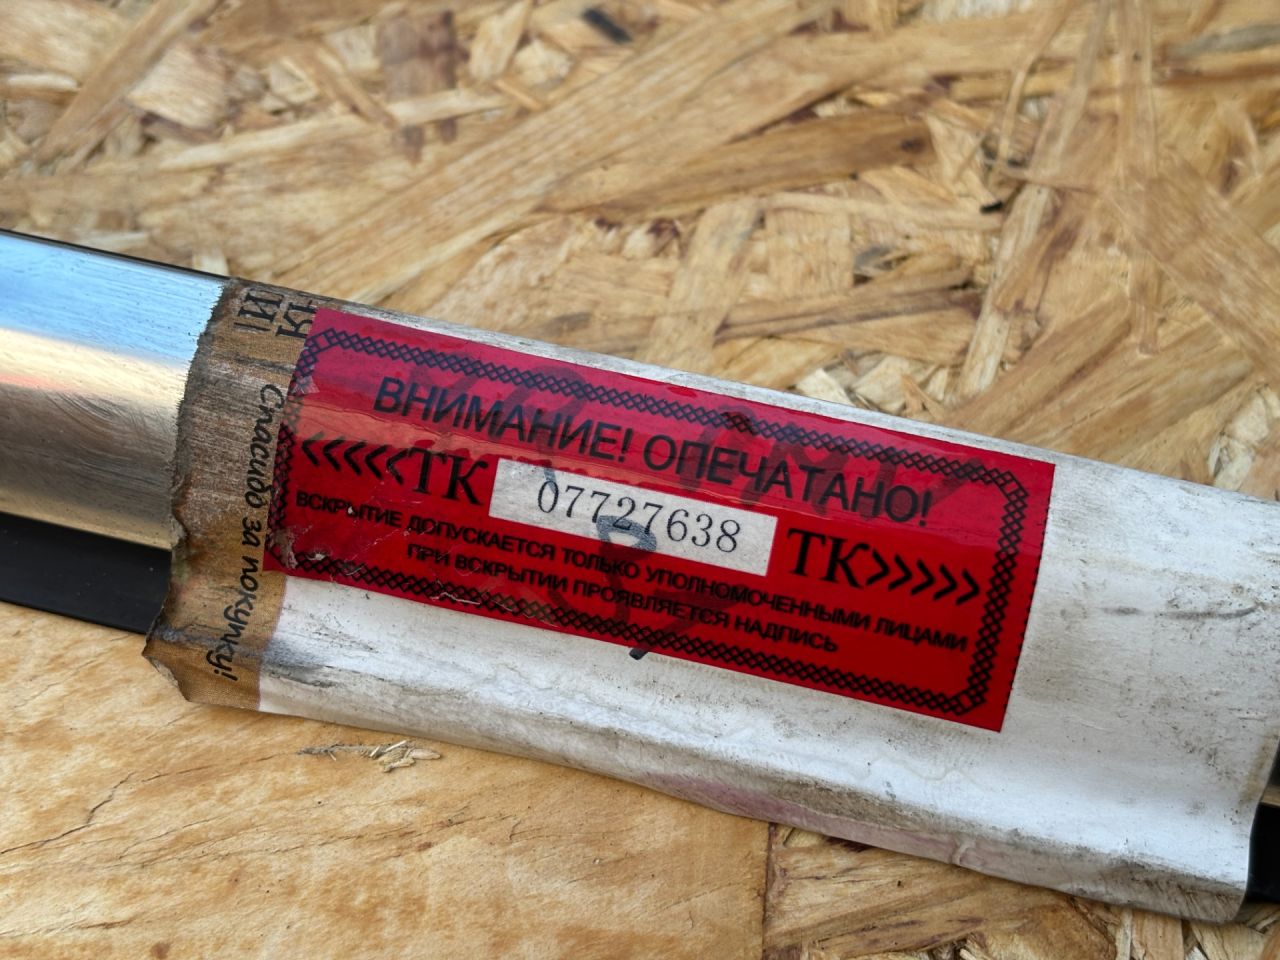 ВНИМАНИЕ! ОПЕЧАТАНО!
<<<<<ТК 07727638 ТК>>>>>
ВСКРЫТИЕ ДОПУСКАЕТСЯ ТОЛЬКО УПОЛНОМОЧЕННЫМИ ЛИЦАМИ
ПРИ ВСКРЫТИИ ПРОЯВЛЯЕТСЯ НАДПИСЬ
Спасибо за покупку!